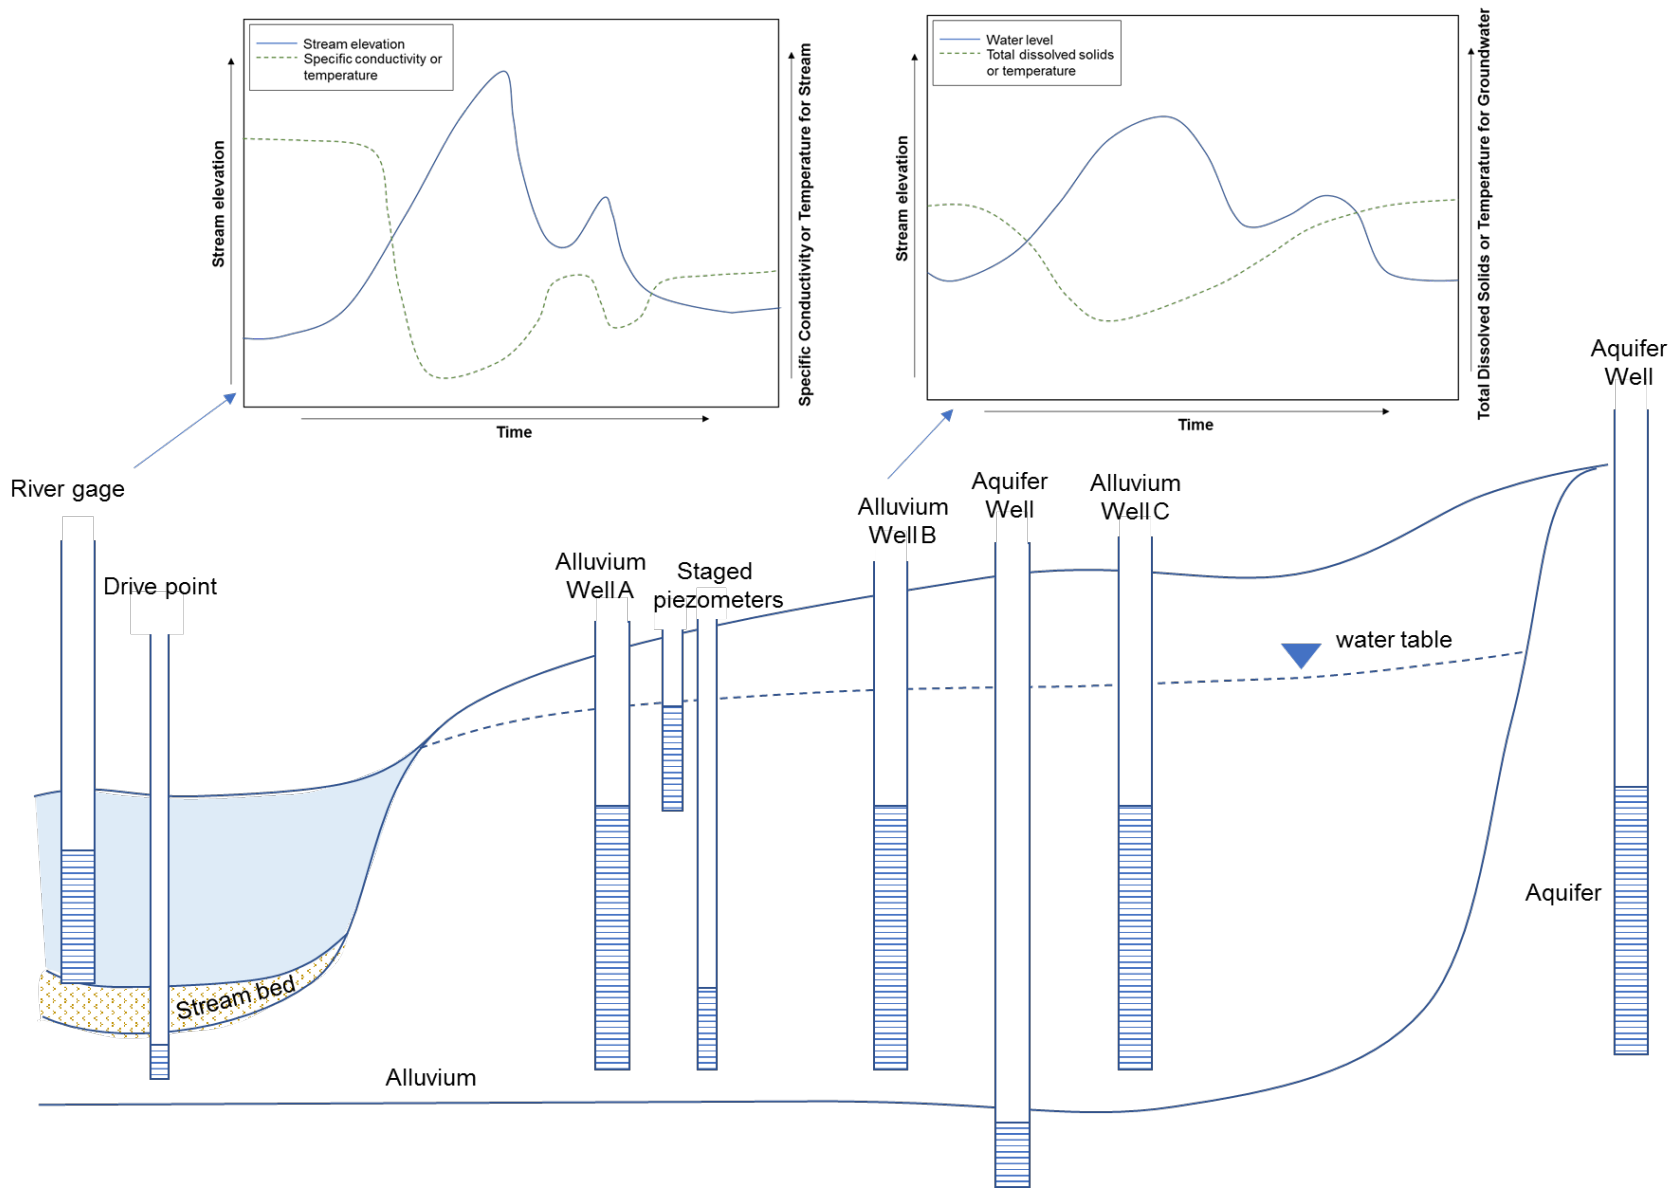 Stream elevation
Specific conductivity or
temperature
Stream elevation
Specific Conductivity or Temperature for Stream
Time
Water level
Total dissolved solids
or temperature
Stream elevation
Total Dissolved Solids or Temperature for Groundwater
Time
Aquifer
Well
River gage
Drive point
Alluvium
Well A
Staged
piezometers
Alluvium
Well B
Aquifer
Well
Alluvium
Well C
water table
Aquifer
Stream bed
Alluvium